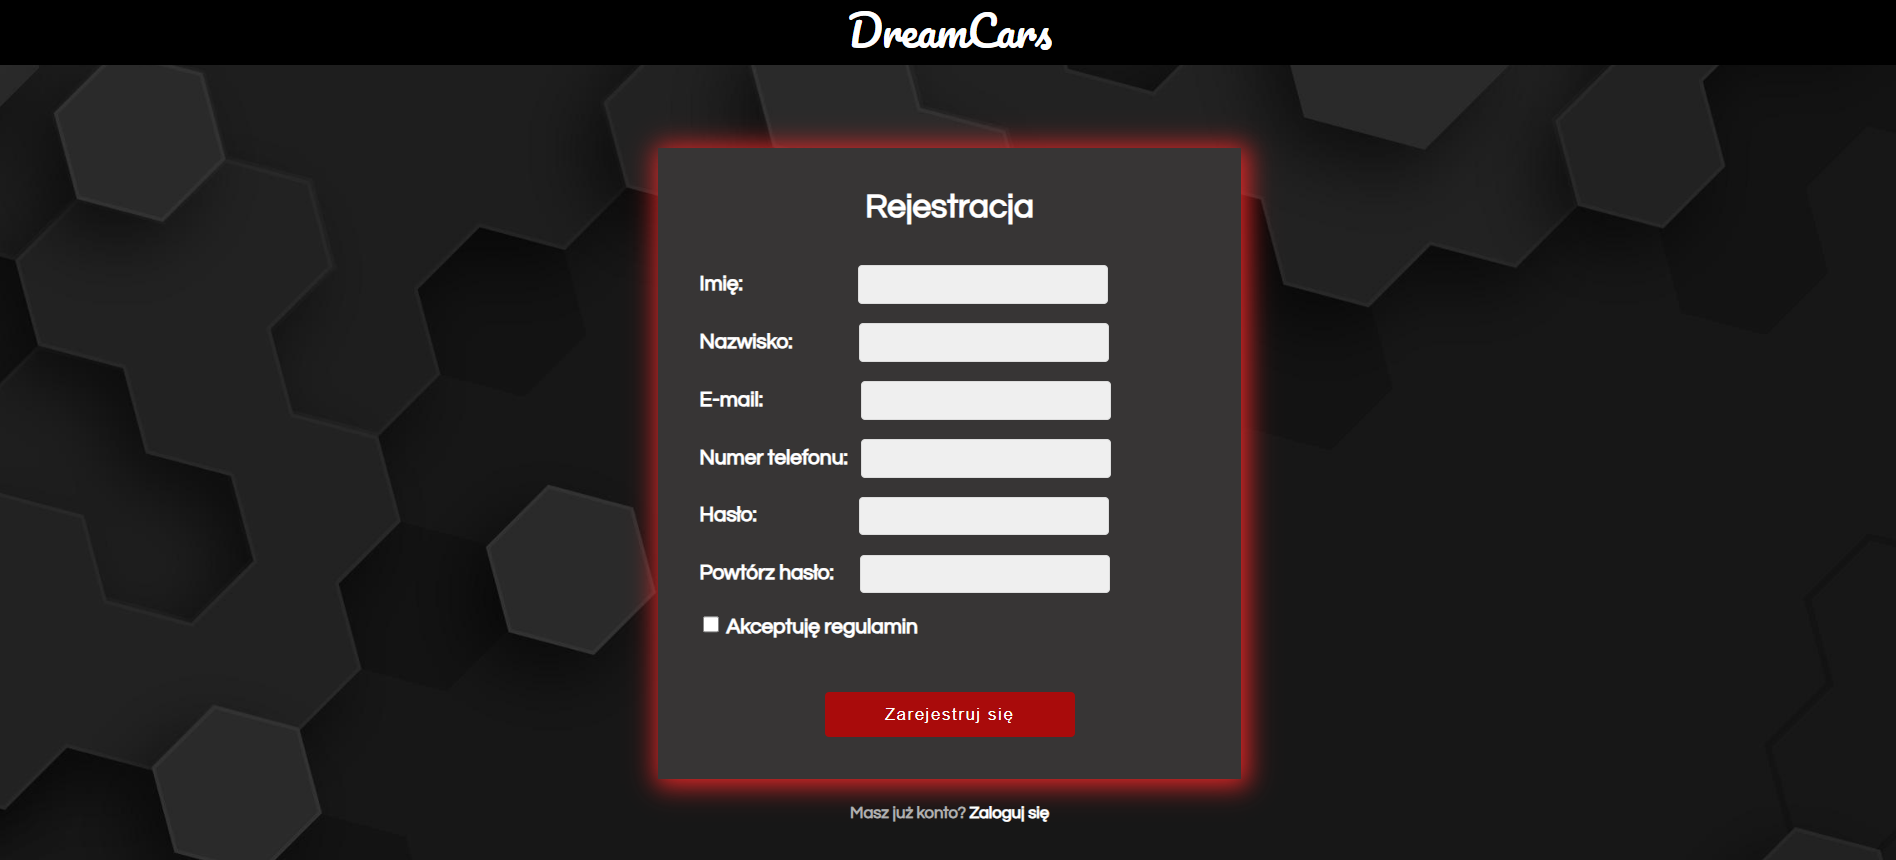 DreamCars
Rejestracja
Imię:
Nazwisko:
E-mail:
Numer telefonu:
Hasło:
Powtórz hasło:
Akceptuję regulamin
Zarejestruj się
Masz już konto? Zaloguj się